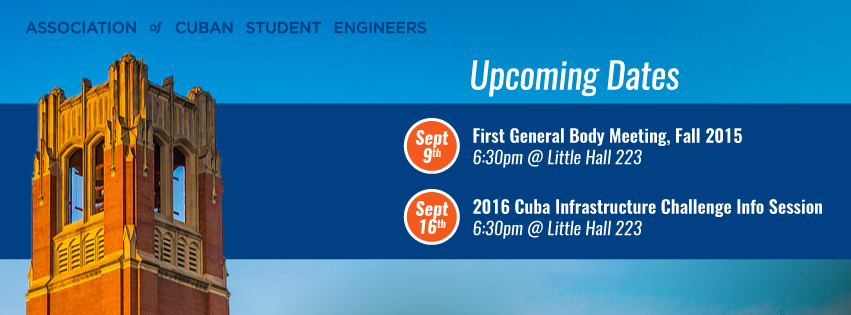 ASSOCIATION of CUBAN STUDENT ENGINEERS
Upcoming Dates
Sept
9th
First General Body Meeting, Fall 2015
6:30pm @ Little Hall 223
Sept
16th
2016 Cuba Infrastructure Challenge Info Session
6:30pm @ Little Hall 223